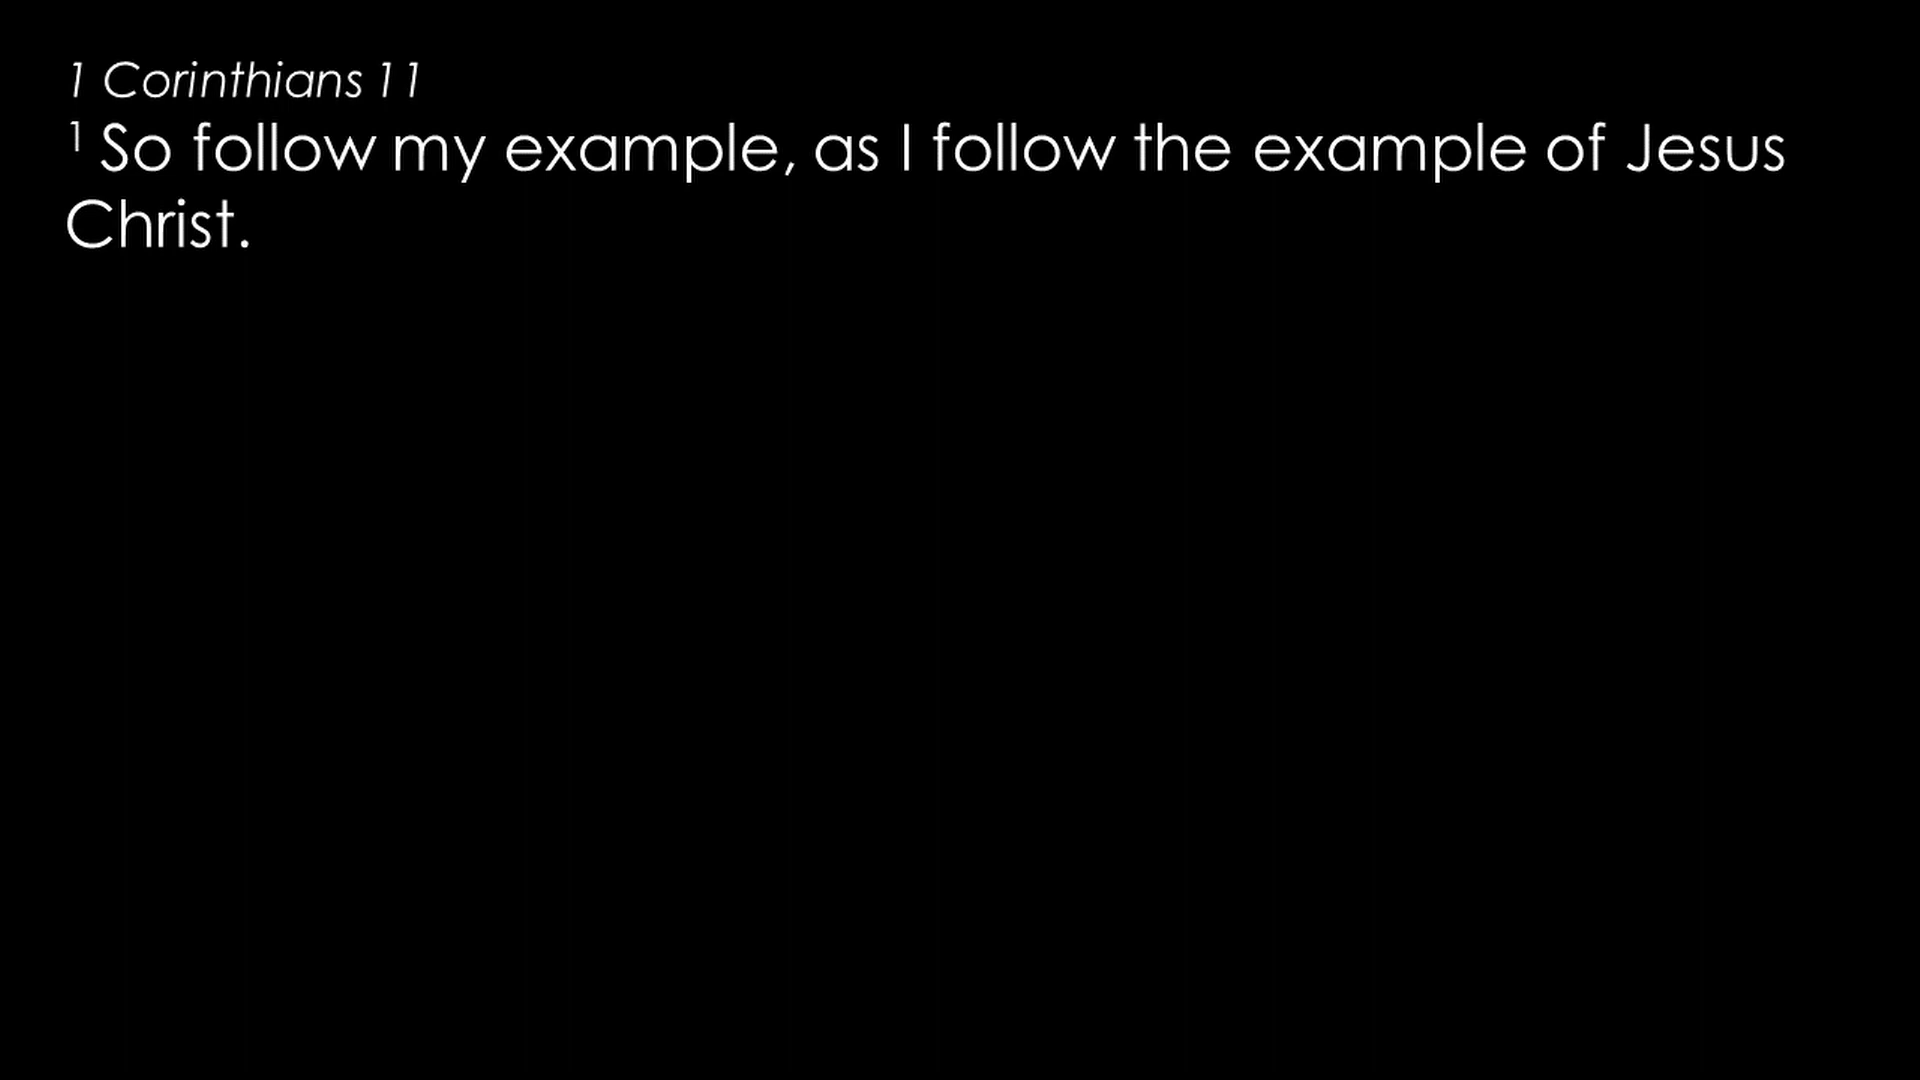 1 Corinthians 11
1 So follow my example, as I follow the example of Jesus
Christ.